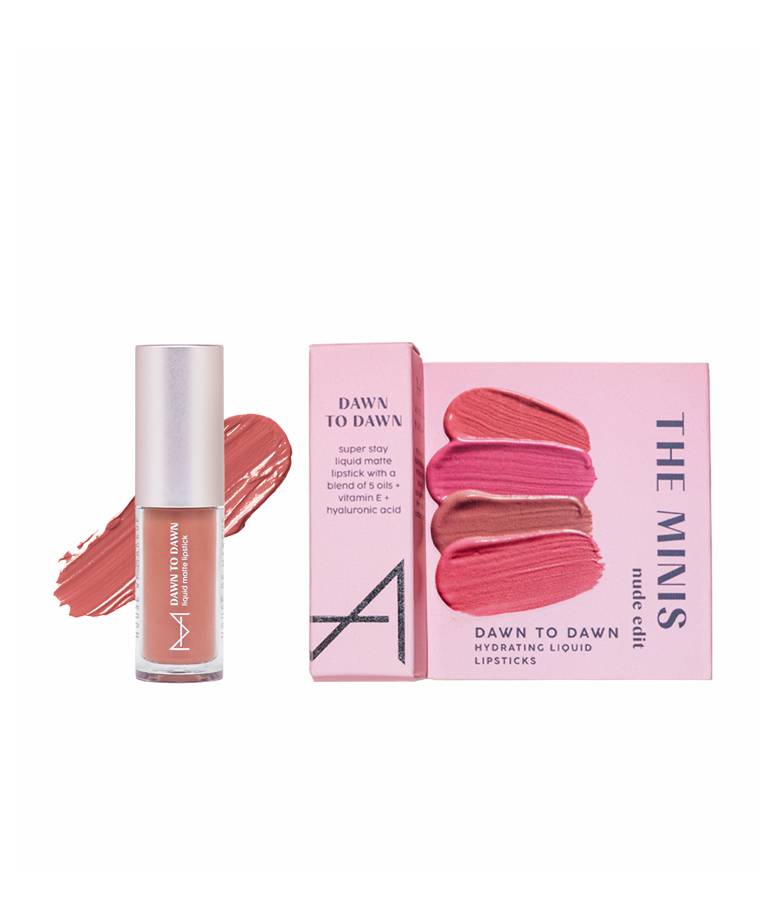 DAWN TO DAWN
liquid matte lipstick
DAWN
TO DAWN
super stay
liquid matte
lipstick with a
blend of 5 oils +
vitamin E +
hyaluronic acid
THE MINIS
nude edit
DAWN TO DAWN
HYDRATING LIQUID
LIPSTICKS